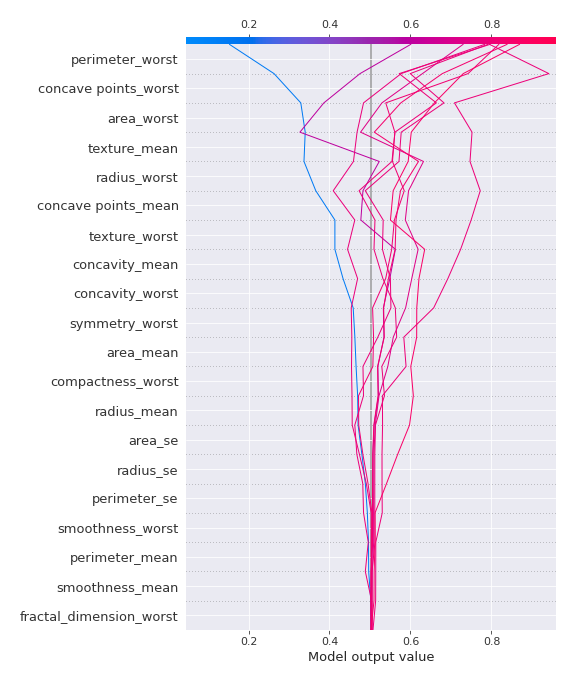 0.2 0.4 0.6 0.8
perimeter_worst
concave points_worst
area_worst
texture_mean
radius_worst
concave points_mean
texture_worst
concavity_mean
concavity_worst
symmetry_worst
area_mean
compactness_worst
radius_mean
area_se
radius_se
perimeter_se
smoothness_worst
perimeter_mean
smoothness_mean
fractal_dimension_worst
0.2 0.4 0.6 0.8
Model output value